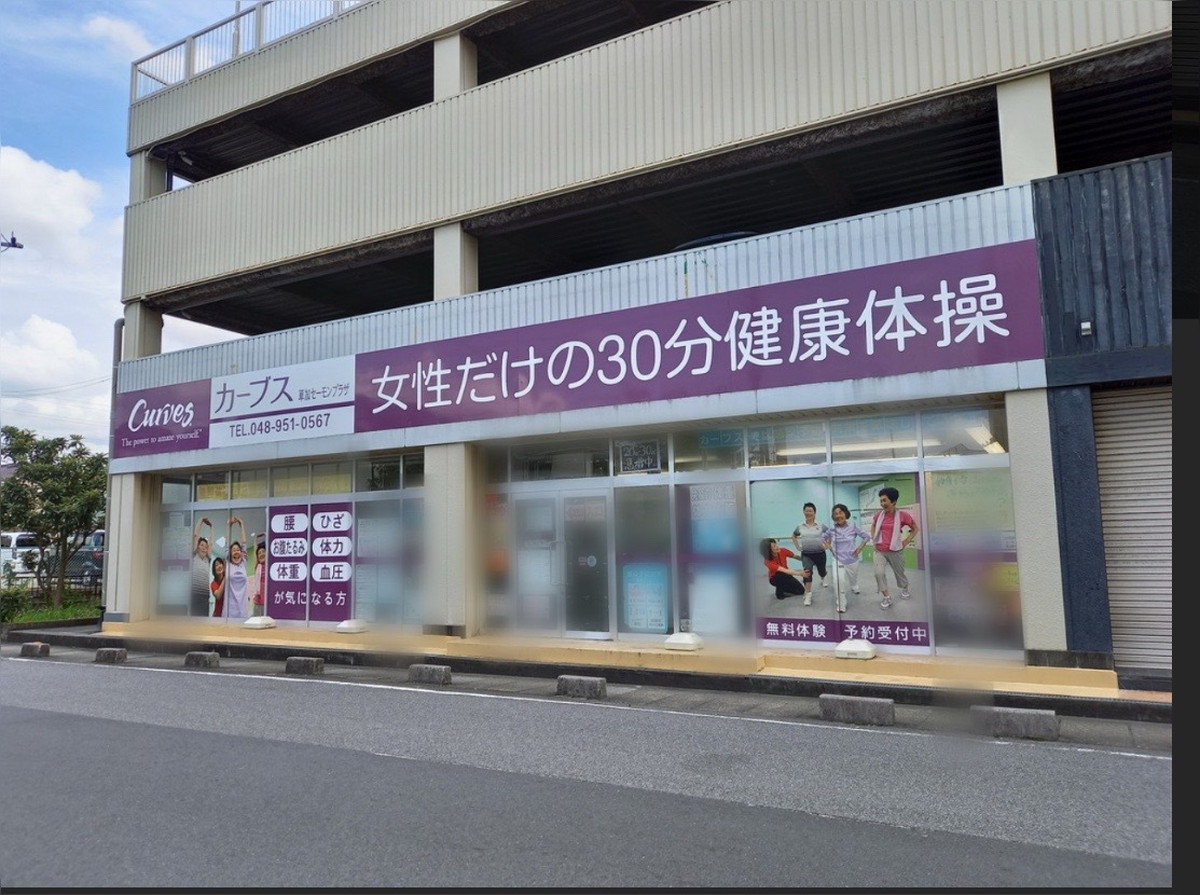 Curves
The power to amaze yourself.
カーブス 草加セーモンプラザ
TEL.048-951-0567
女性だけの30分健康体操
腰 ひざ
お腹たるみ 体力
体重 血圧
が気になる方
無料体験 予約受付中